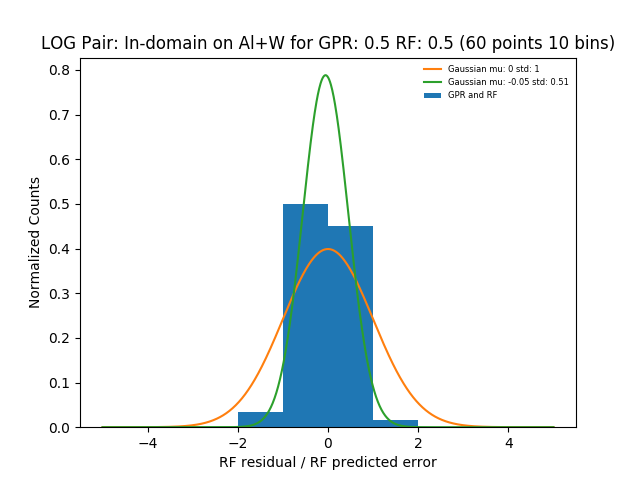 LOG Pair: In-domain on Al+W for GPR: 0.5 RF: 0.5 (60 points 10 bins)
Gaussian mu: 0 std: 1
Gaussian mu: -0.05 std: 0.51
GPR and RF
Normalized Counts
0.8
0.7
0.6
0.5
0.4
0.3
0.2
0.1
0.0
−4 −2 0 2 4
RF residual / RF predicted error